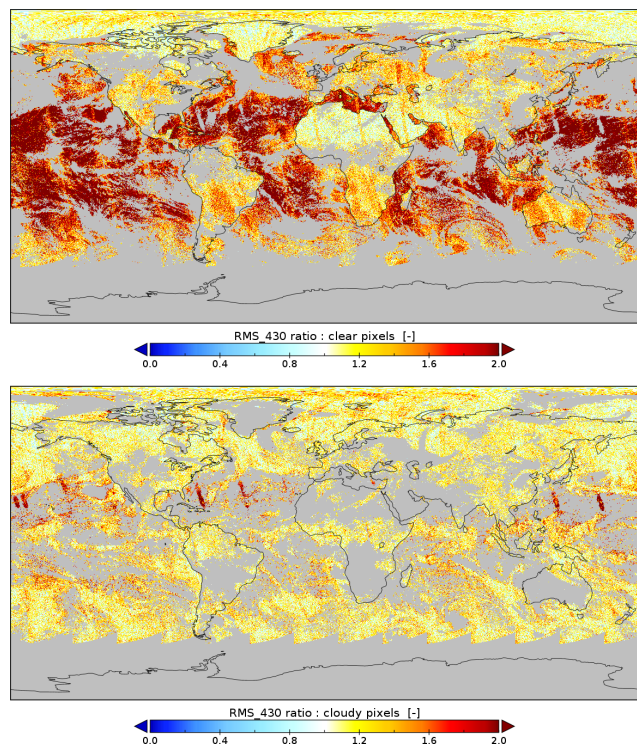 RMS_430 ratio : clear pixels [-]
0.0 0.4 0.8 1.2 1.6 2.0
RMS_430 ratio : cloudy pixels [-]
0.0 0.4 0.8 1.2 1.6 2.0